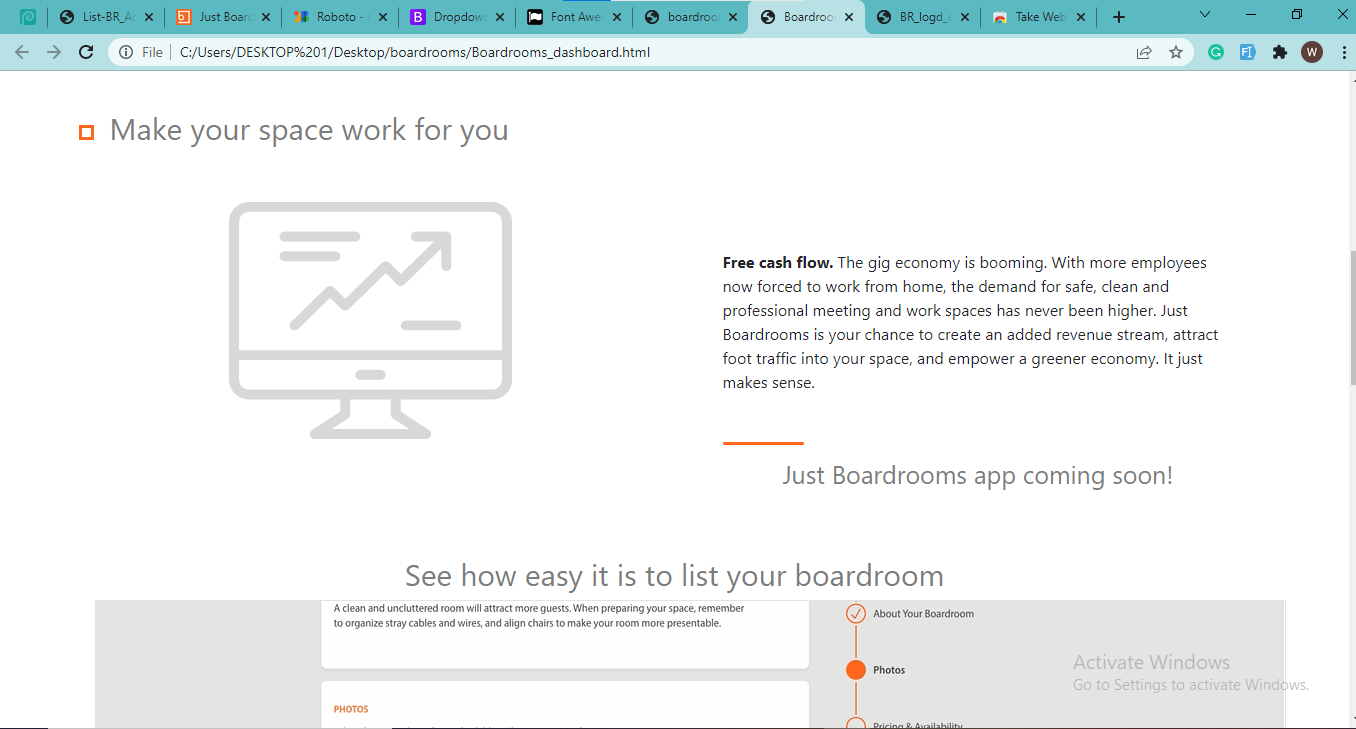 List-BR_A
Just Board
Roboto -
Dropdow
Font Awe
boardroo
Boardroo
BR_logd_
Take Web
File
C:/Users/DESKTOP%201/Desktop/boardrooms/Boardrooms_dashboard.html
W
Make your space work for you
Free cash flow. The gig economy is booming. With more employees
now forced to work from home, the demand for safe, clean and
professional meeting and work spaces has never been higher. Just
Boardrooms is your chance to create an added revenue stream, attract
foot traffic into your space, and empower a greener economy. It just
makes sense.
Just Boardrooms app coming soon!
See how easy it is to list your boardroom
A clean and uncluttered room will attract more guests. When preparing your space, remember
to organize stray cables and wires, and align chairs to make your room more presentable.
About Your Boardroom
Photos
PHOTOS
Pricing & Availability
Activate Windows
Go to Settings to activate Windows.